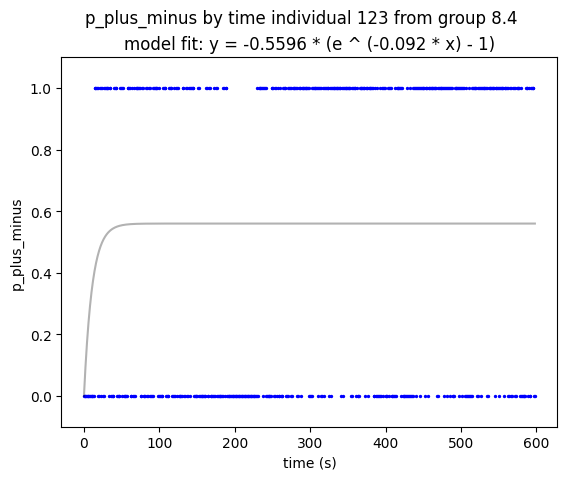 p_plus_minus by time individual 123 from group 8.4
model fit: y = -0.5596 * (e ^ (-0.092 * x) - 1)
p_plus_minus
1.0
0.8
0.6
0.4
0.2
0.0
0 100 200 300 400 500 600
time (s)